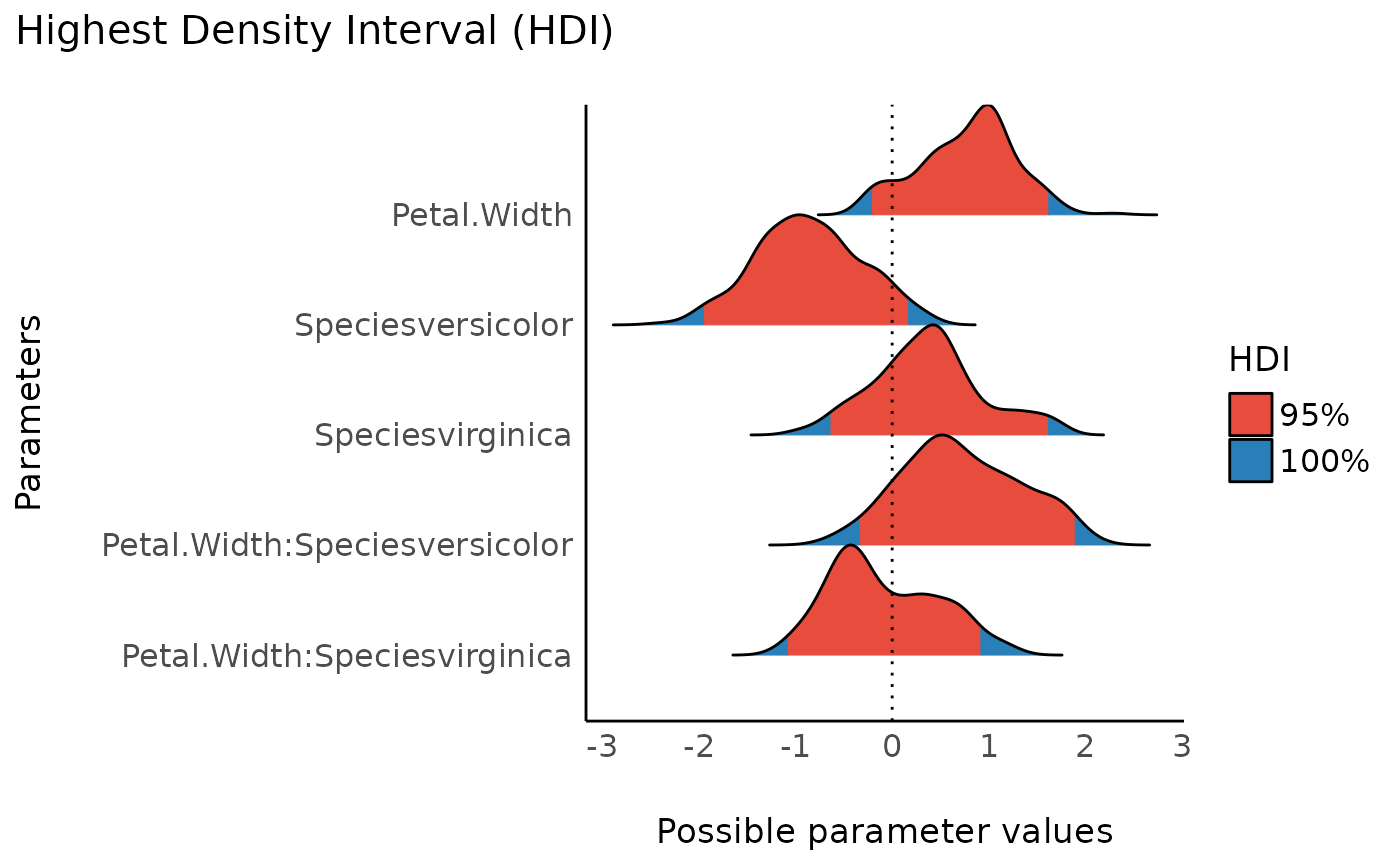 Highest Density Interval (HDI)
Parameters
Petal.Width
Speciesversicolor
Speciesvirginica
Petal.Width:Speciesversicolor
Petal.Width:Speciesvirginica
-3 -2 -1 0 1 2 3
Possible parameter values
HDI
95%
100%